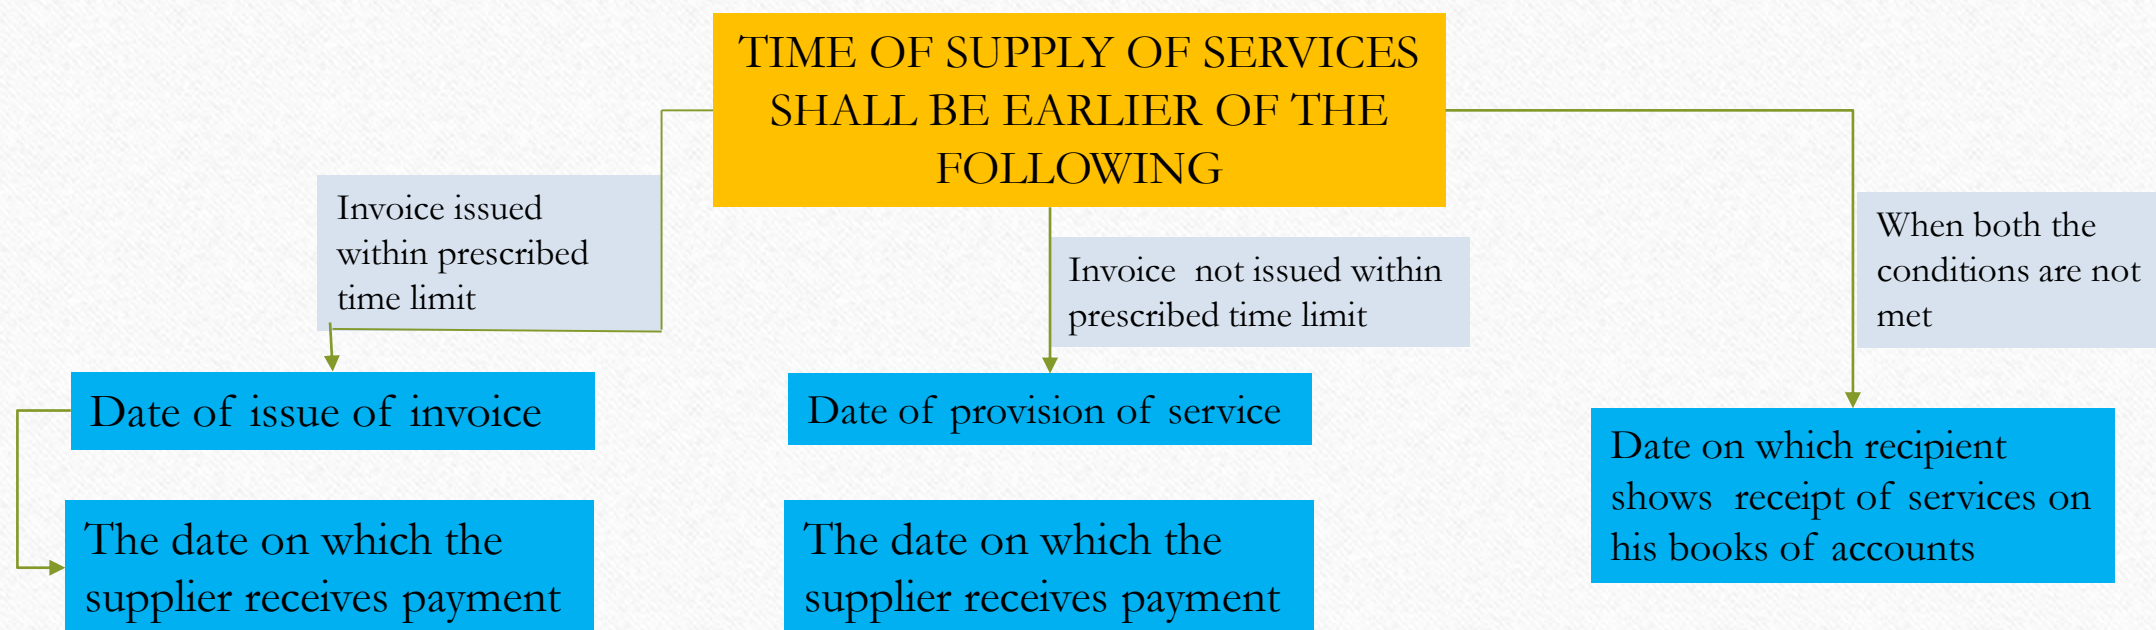 TIME OF SUPPLY OF SERVICES
SHALL BE EARLIER OF THE
FOLLOWING
Invoice issued
within prescribed
time limit
Invoice not issued within
prescribed time limit
When both the
conditions are not
met
Date of issue of invoice
Date of provision of service
Date on which recipient
shows receipt of services on
his books of accounts
The date on which the
supplier receives payment
The date on which the
supplier receives payment